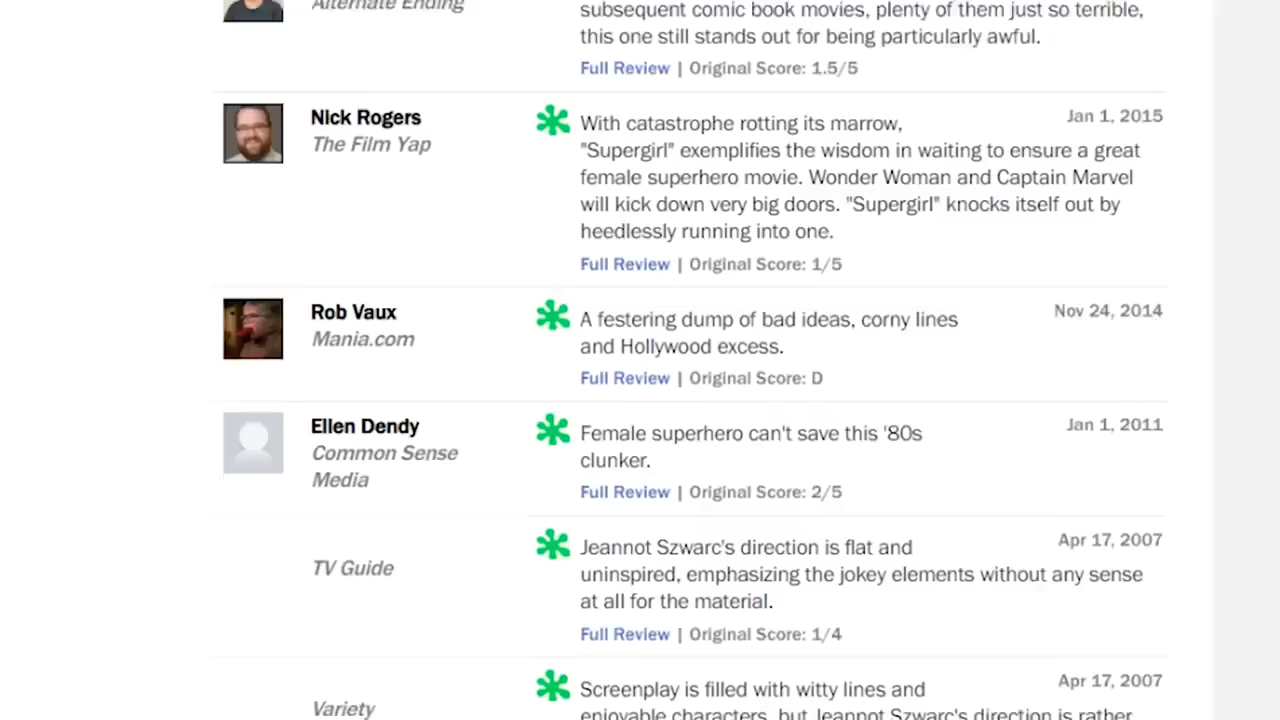 Alternate Ending
subsequent comic book movies, plenty of them just so terrible,
this one still stands out for being particularly awful.
Full Review | Original Score: 1.5/5
Nick Rogers
The Film Yap
Jan 1, 2015
With catastrophe rotting its marrow,
"Supergirl" exemplifies the wisdom in waiting to ensure a great
female superhero movie. Wonder Woman and Captain Marvel
will kick down very big doors. "Supergirl" knocks itself out by
heedlessly running into one.
Full Review | Original Score: 1/5
Rob Vaux
Mania.com
Nov 24, 2014
A festering dump of bad ideas, corny lines
and Hollywood excess.
Full Review | Original Score: D
Ellen Dendy
Common Sense
Media
Jan 1, 2011
Female superhero can't save this '80s
clunker.
Full Review | Original Score: 2/5
TV Guide
Apr 17, 2007
Jeannot Szwarc's direction is flat and
uninspired, emphasizing the jokey elements without any sense
at all for the material.
Full Review | Original Score: 1/4
Variety
Apr 17, 2007
Screenplay is filled with witty lines and
enjoyable characters, but Jeannot Szwarc's direction is rather